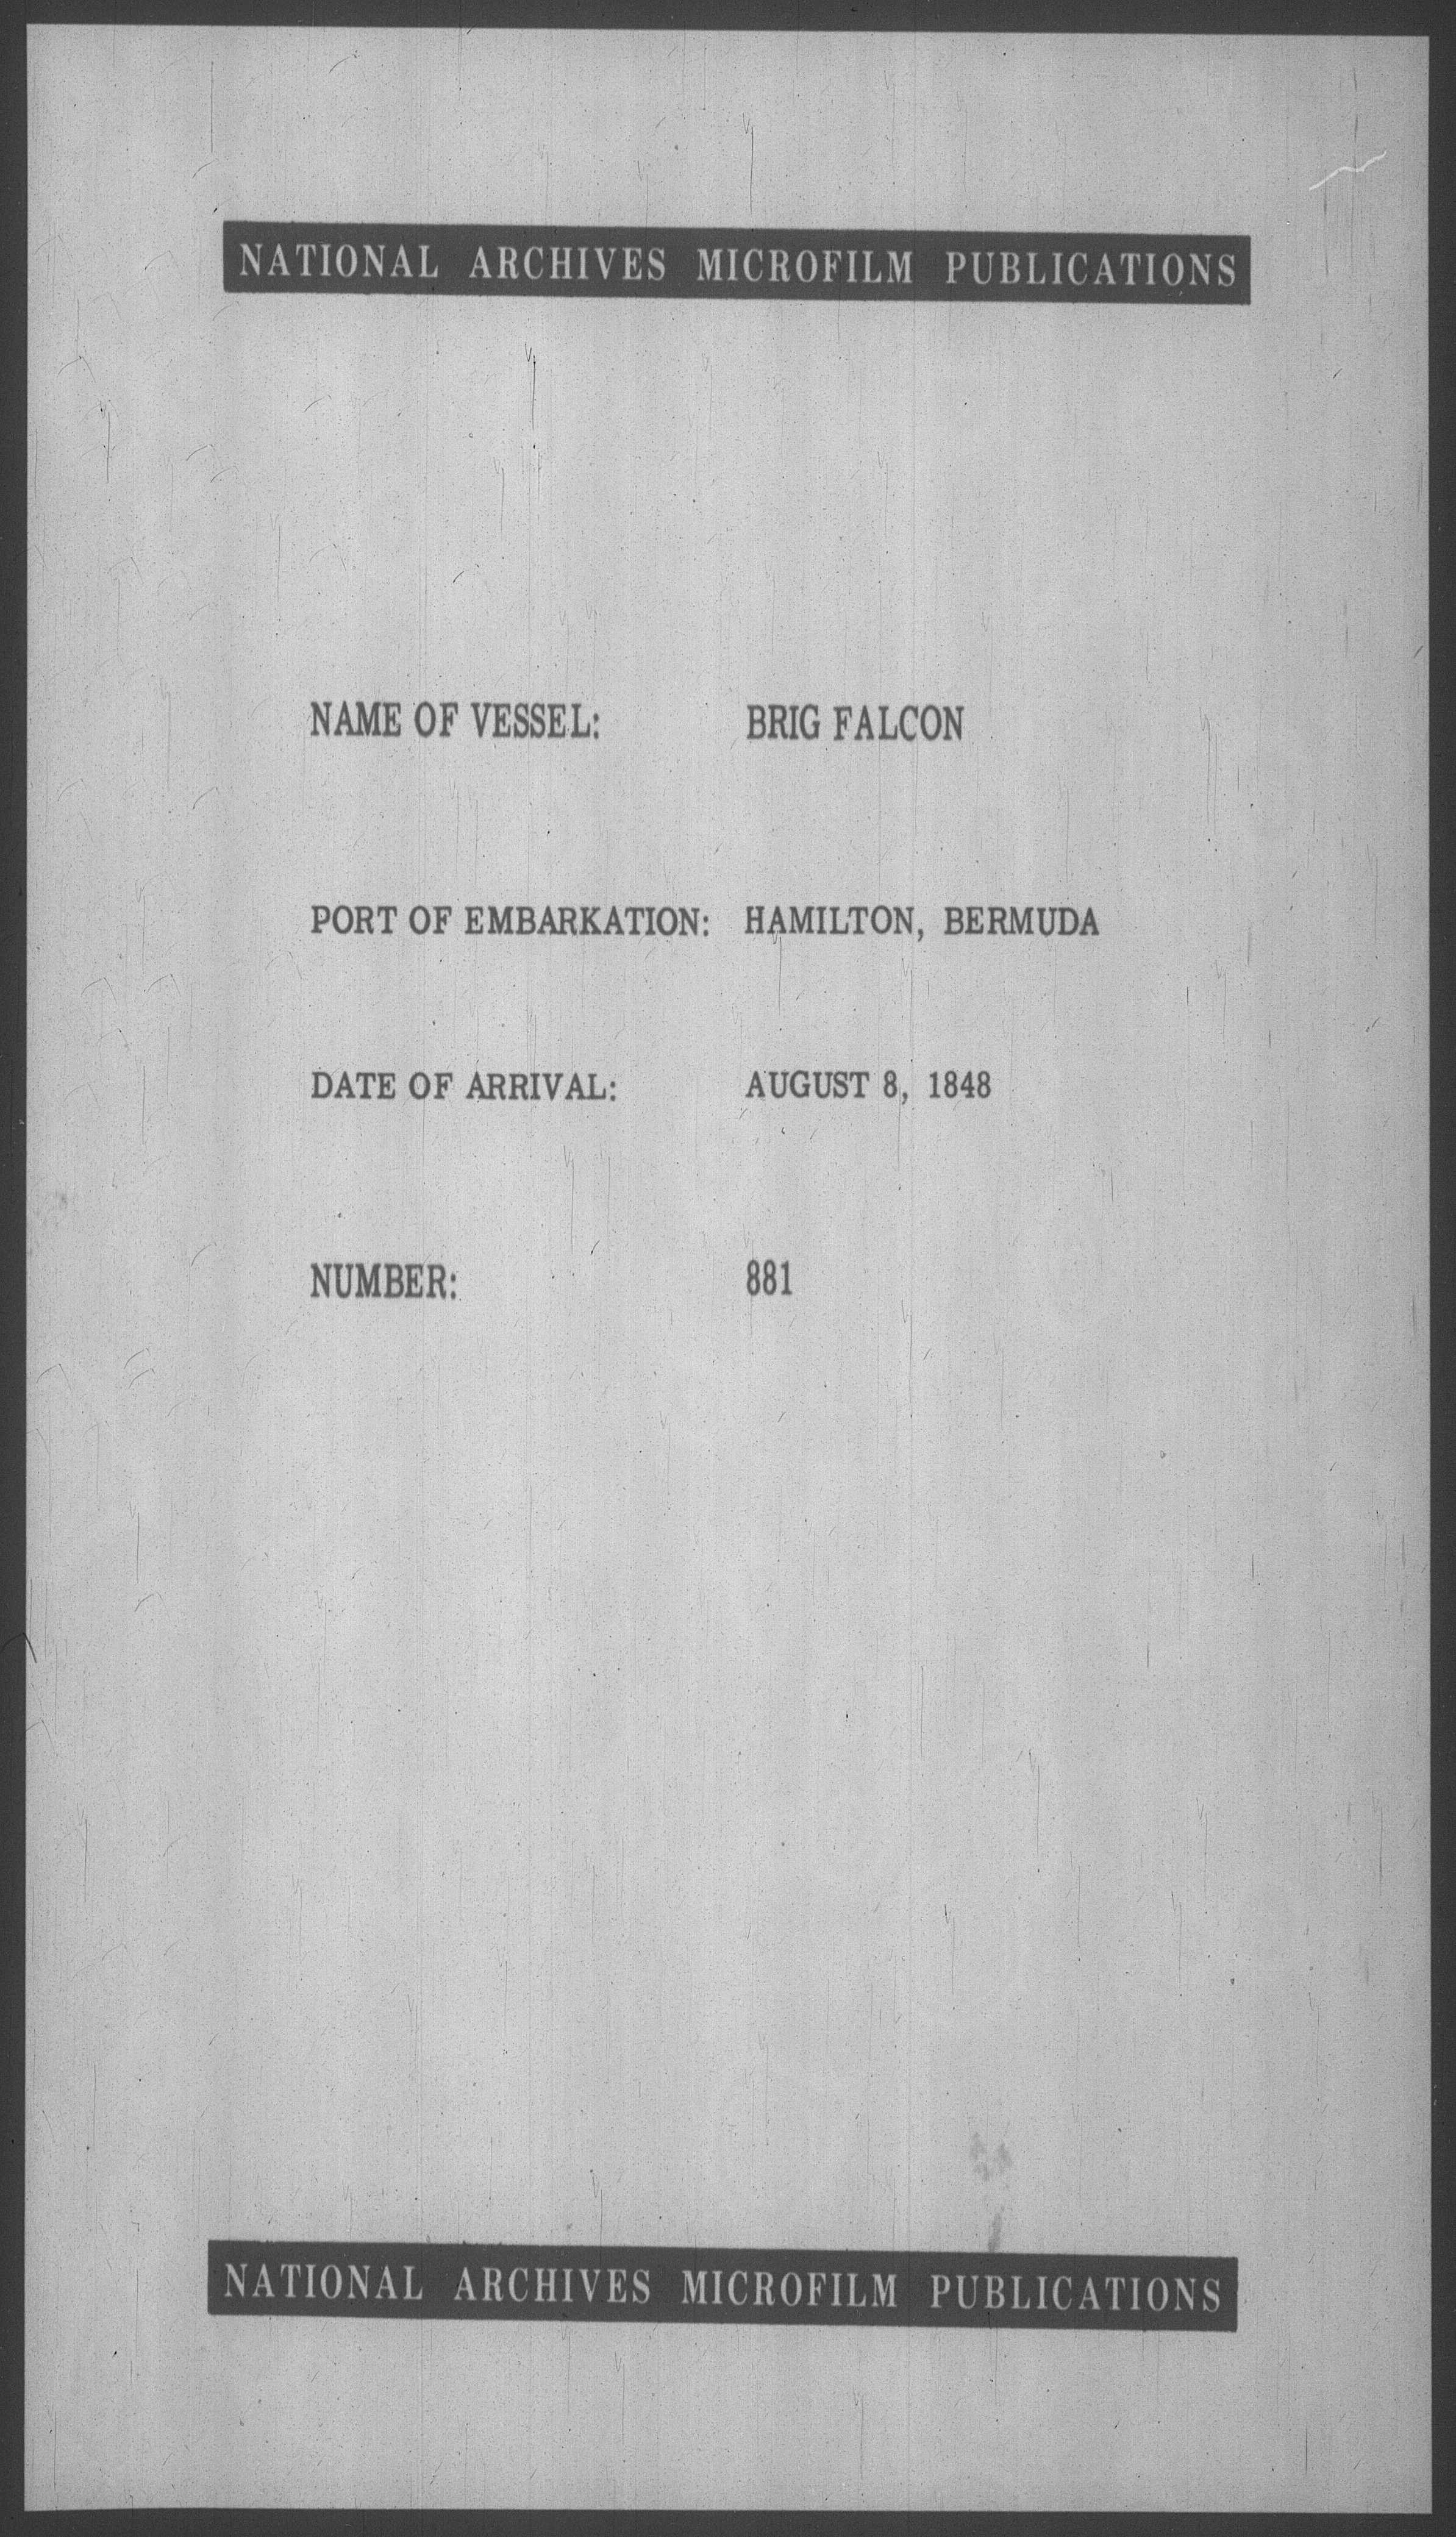 NATIONAL ARCHIVES MICROFILM PUBLICATIONS
NAME OF VESSEL: BRIG FALCON
PORT OF EMBARKATION: HAMILTON, BERMUDA
DATE OF ARRIVAL: AUGUST 8, 1848
NUMBER: 881
NATIONAL ARCHIVES MICROFILM PUBLICATIONS